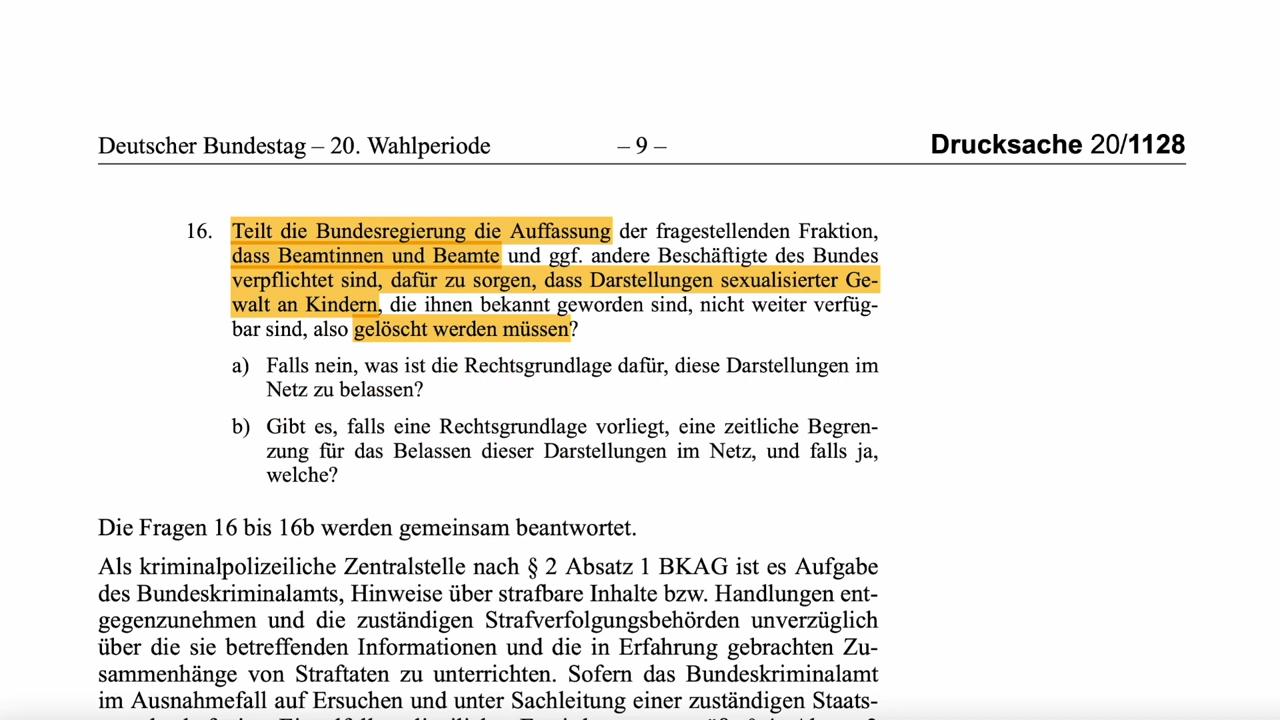 Deutscher Bundestag – 20. Wahlperiode – 9 – Drucksache 20/1128
16. Teilt die Bundesregierung die Auffassung der fragestellenden Fraktion,
dass Beamtinnen und Beamte und ggf. andere Beschäftigte des Bundes
verpflichtet sind, dafür zu sorgen, dass Darstellungen sexualisierter Ge-
walt an Kindern, die ihnen bekannt geworden sind, nicht weiter verfüg-
bar sind, also gelöscht werden müssen?
a) Falls nein, was ist die Rechtsgrundlage dafür, diese Darstellungen im
Netz zu belassen?
b) Gibt es, falls eine Rechtsgrundlage vorliegt, eine zeitliche Begren-
zung für das Belassen dieser Darstellungen im Netz, und falls ja,
welche?
Die Fragen 16 bis 16b werden gemeinsam beantwortet.
Als kriminalpolizeiliche Zentralstelle nach § 2 Absatz 1 BKAG ist es Aufgabe
des Bundeskriminalamts, Hinweise über strafbare Inhalte bzw. Handlungen ent-
gegenzunehmen und die zuständigen Strafverfolgungsbehörden unverzüglich
über die sie betreffenden Informationen und die in Erfahrung gebrachten Zu-
sammenhänge von Straftaten zu unterrichten. Sofern das Bundeskriminalamt
im Ausnahmefall auf Ersuchen und unter Sachleitung einer zuständigen Staats-